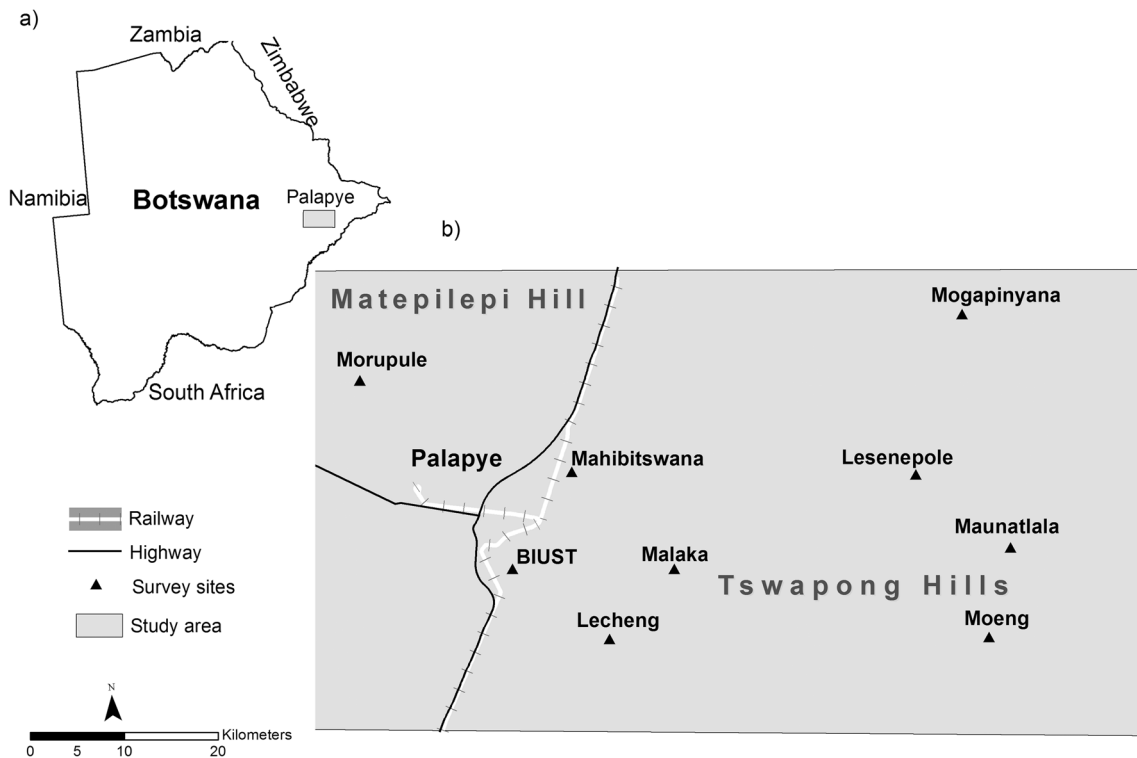 a)
Zambia
Zimbabwe
Namibia
Botswana
Palapye
South Africa
b)
Matepilepi Hill
Mogapinyana
Morupule
Palapye
Mahibitswana
Lesenepole
Maunatlala
BIUST
Malaka
Tswapong Hills
Lecheng
Moeng
Railway
Highway
Survey sites
Study area
N
Kilometers
0 5 10 20